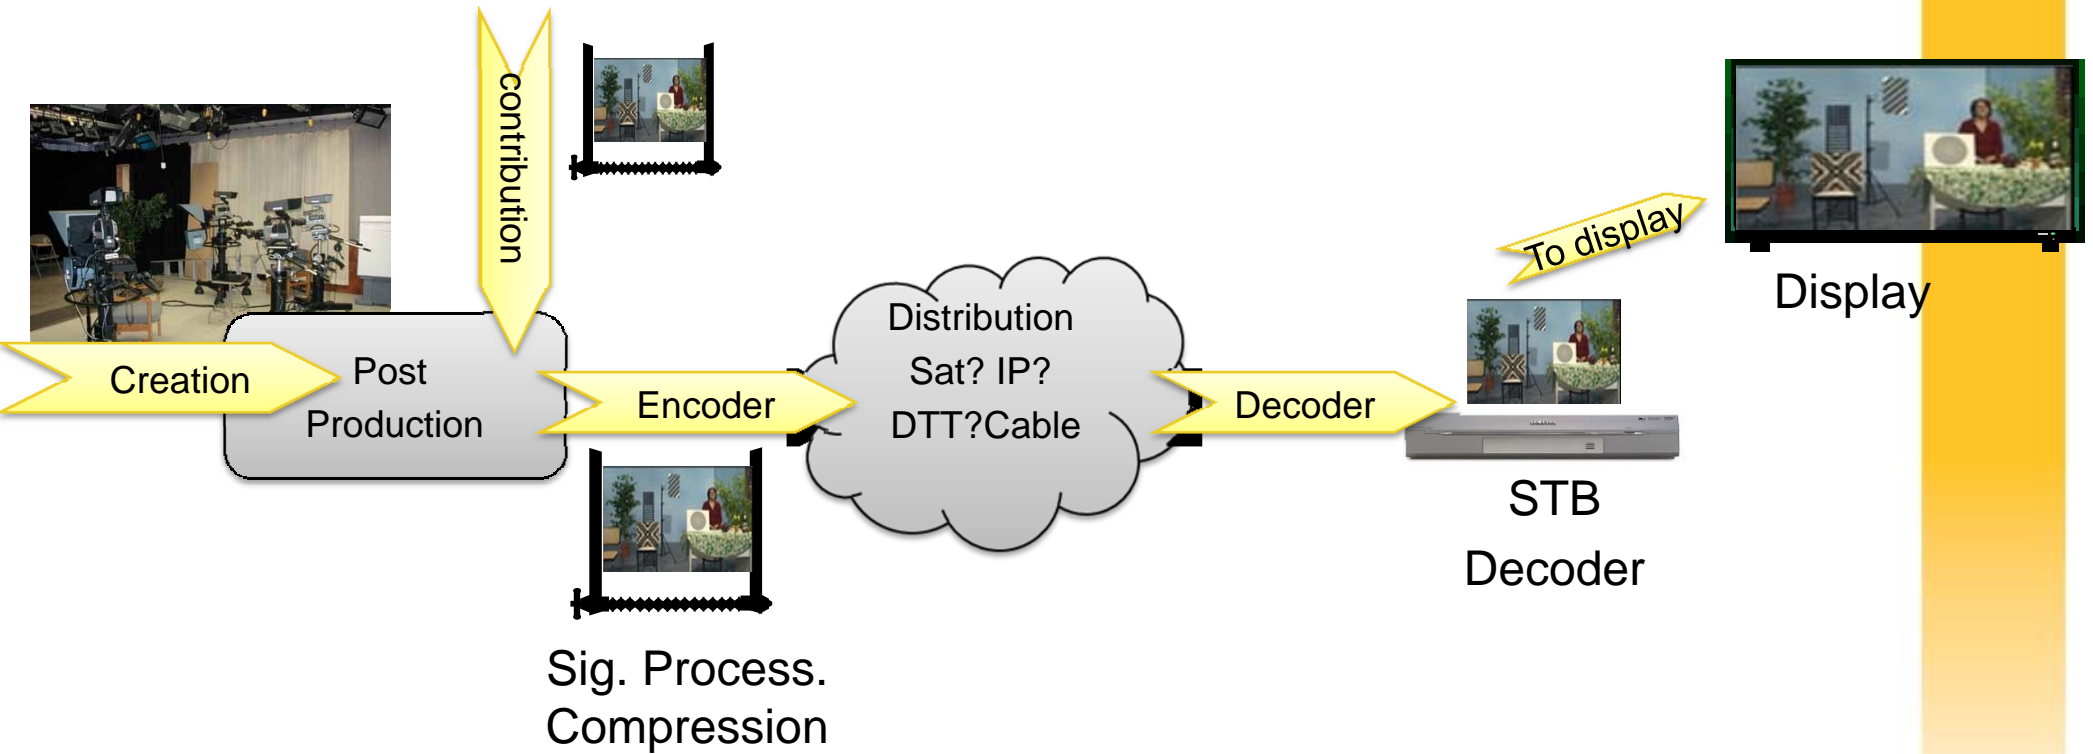 contribution
Creation
Post
Production
Encoder
Distribution
Sat? IP?
DTT?Cable
Decoder
To display
Display
STB
Decoder
Sig. Process.
Compression